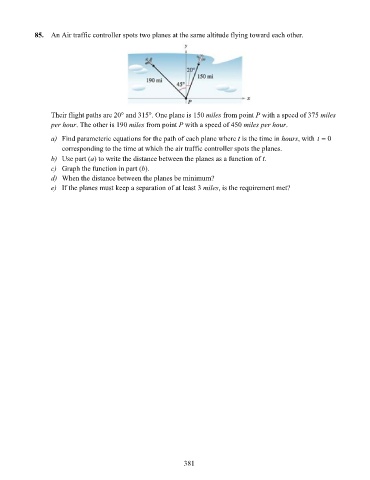 85. An Air traffic controller spots two planes at the same altitude flying toward each other.
y
20°
150 mi
190 mi
45°
x
P
Their flight paths are 20° and 315°. One plane is 150 miles from point P with a speed of 375 miles
per hour. The other is 190 miles from point P with a speed of 450 miles per hour.
a) Find parametric equations for the path of each plane where t is the time in hours, with t = 0
corresponding to the time at which the air traffic controller spots the planes.
b) Use part (a) to write the distance between the planes as a function of t.
c) Graph the function in part (b).
d) When the distance between the planes be minimum?
e) If the planes must keep a separation of at least 3 miles, is the requirement met?
381